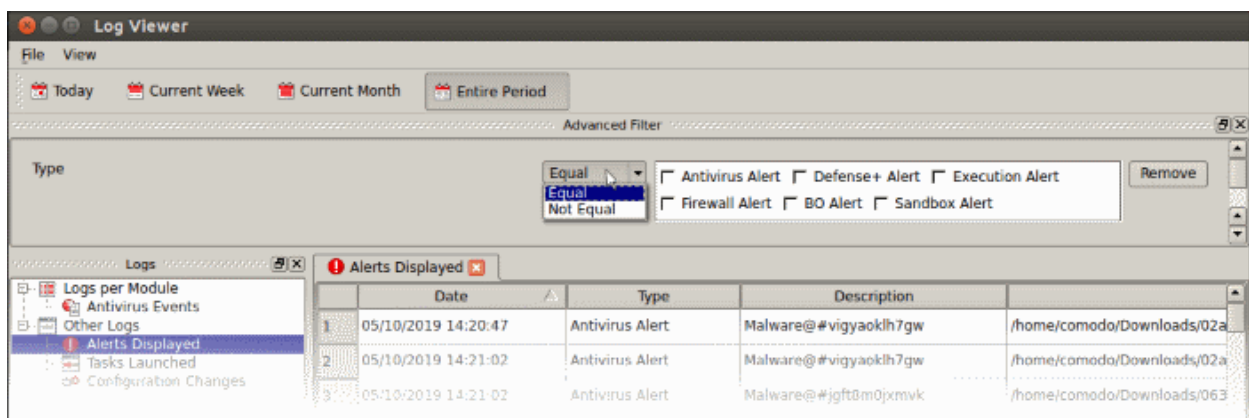 Log Viewer
File View
Today Current Week Current Month Entire Period
Advanced Filter
Type Equal Antivirus Alert Defense+ Alert Execution Alert Remove
Equal
Not Equal Firewall Alert BO Alert Sandbox Alert
Logs
Logs per Module
Antivirus Events
Other Logs
Alerts Displayed
Tasks Launched
Configuration Changes
Alerts Displayed
Date Type Description
1 05/10/2019 14:20:47 Antivirus Alert Malware@#vigyaoklh7gw /home/comodo/Downloads/02a
2 05/10/2019 14:21:02 Antivirus Alert Malware@#vigyaoklh7gw /home/comodo/Downloads/02a
3 05/10/2019 14:21:02 Antivirus Alert Malware@#jgft8m0jxmvk /home/comodo/Downloads/063